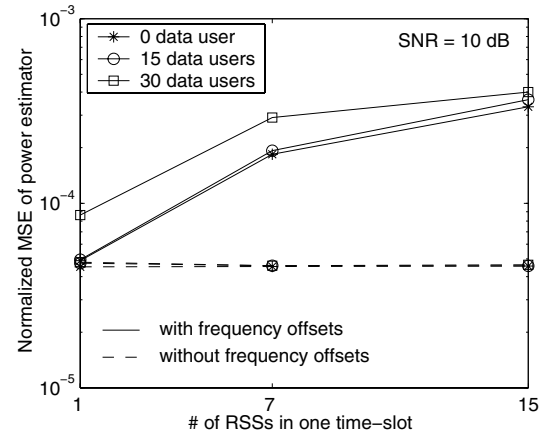 10^-3
0 data user
15 data users
30 data users
SNR = 10 dB
Normalized MSE of power estimator
10^-4
with frequency offsets
without frequency offsets
10^-5
1
7
15
# of RSSs in one time-slot